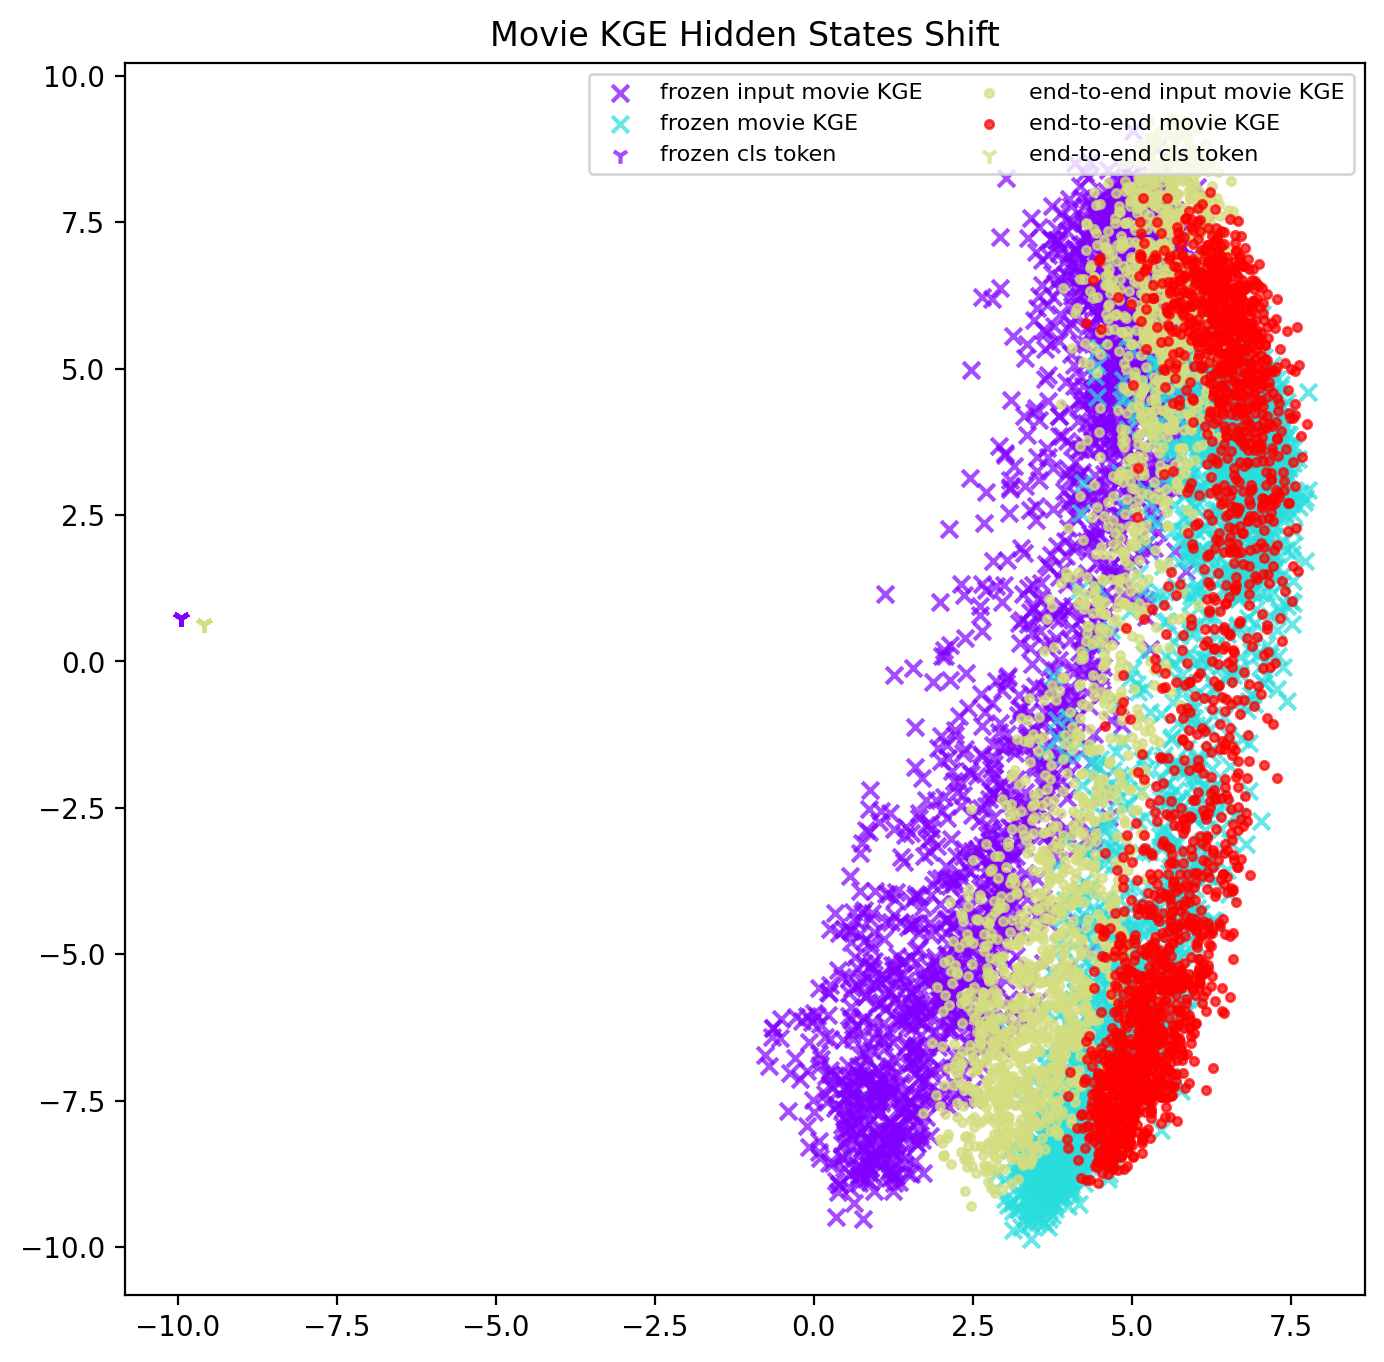 Movie KGE Hidden States Shift
frozen input movie KGE
frozen movie KGE
frozen cls token
end-to-end input movie KGE
end-to-end movie KGE
end-to-end cls token
10.0
7.5
5.0
2.5
0.0
−2.5
−5.0
−7.5
−10.0
−10.0 −7.5 −5.0 −2.5 0.0 2.5 5.0 7.5